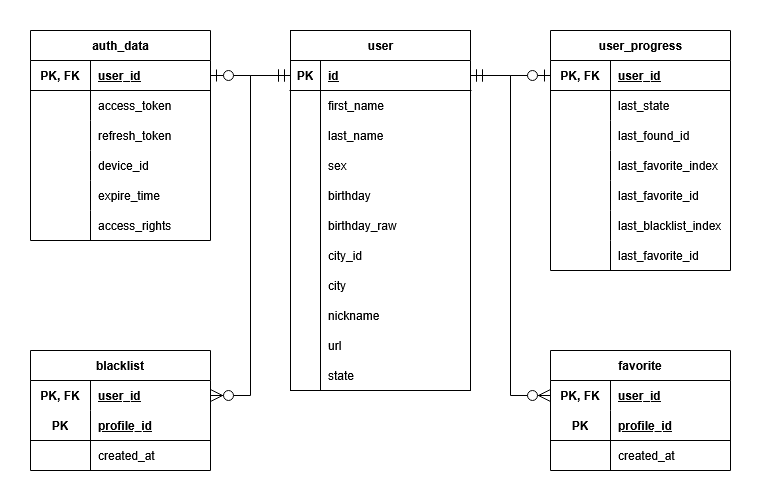 auth_data
PK, FK user_id
access_token
refresh_token
device_id
expire_time
access_rights
user
PK id
first_name
last_name
sex
birthday
birthday_raw
city_id
city
nickname
url
state
user_progress
PK, FK user_id
last_state
last_found_id
last_favorite_index
last_favorite_id
last_blacklist_index
last_favorite_id
blacklist
PK, FK user_id
PK profile_id
created_at
favorite
PK, FK user_id
PK profile_id
created_at